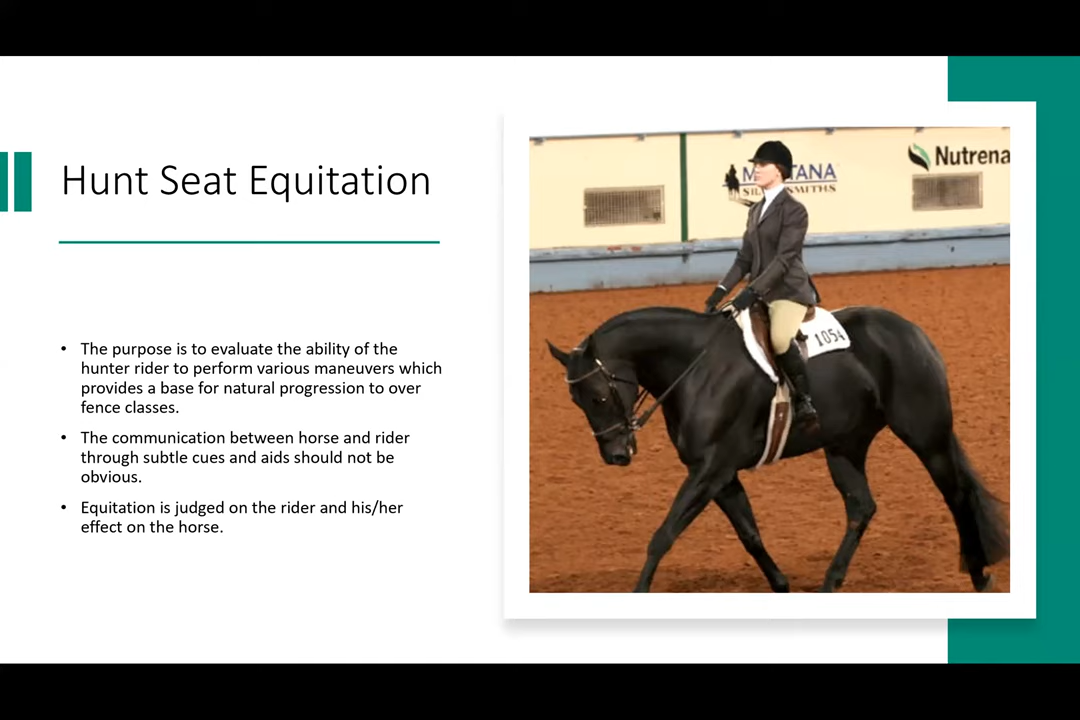 Hunt Seat Equitation
• The purpose is to evaluate the ability of the
hunter rider to perform various maneuvers which
provides a base for natural progression to over
fence classes.
• The communication between horse and rider
through subtle cues and aids should not be
obvious.
• Equitation is judged on the rider and his/her
effect on the horse.
Nutrena
1054